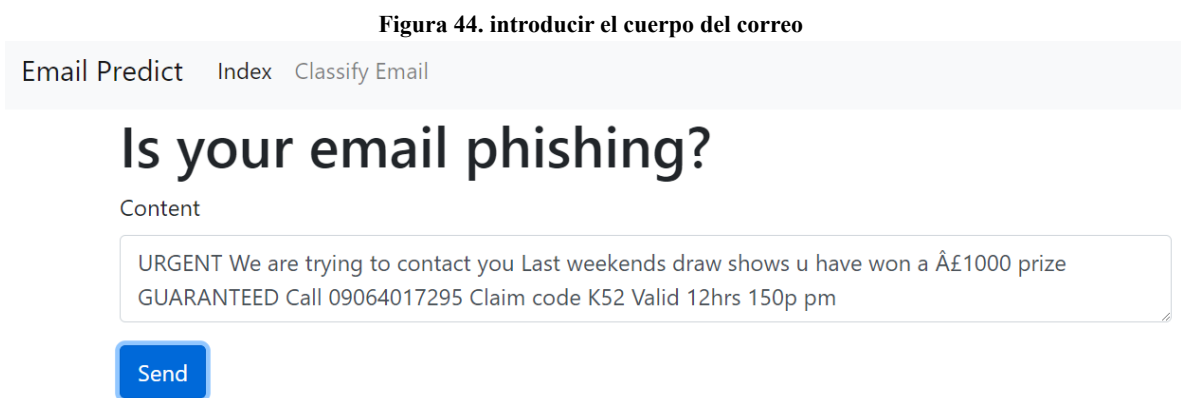 Figura 44. introducir el cuerpo del correo
Email Predict Index Classify Email
Is your email phishing?
Content
URGENT We are trying to contact you Last weekends draw shows u have won a Â£1000 prize
GUARANTEED Call 09064017295 Claim code K52 Valid 12hrs 150p pm
Send